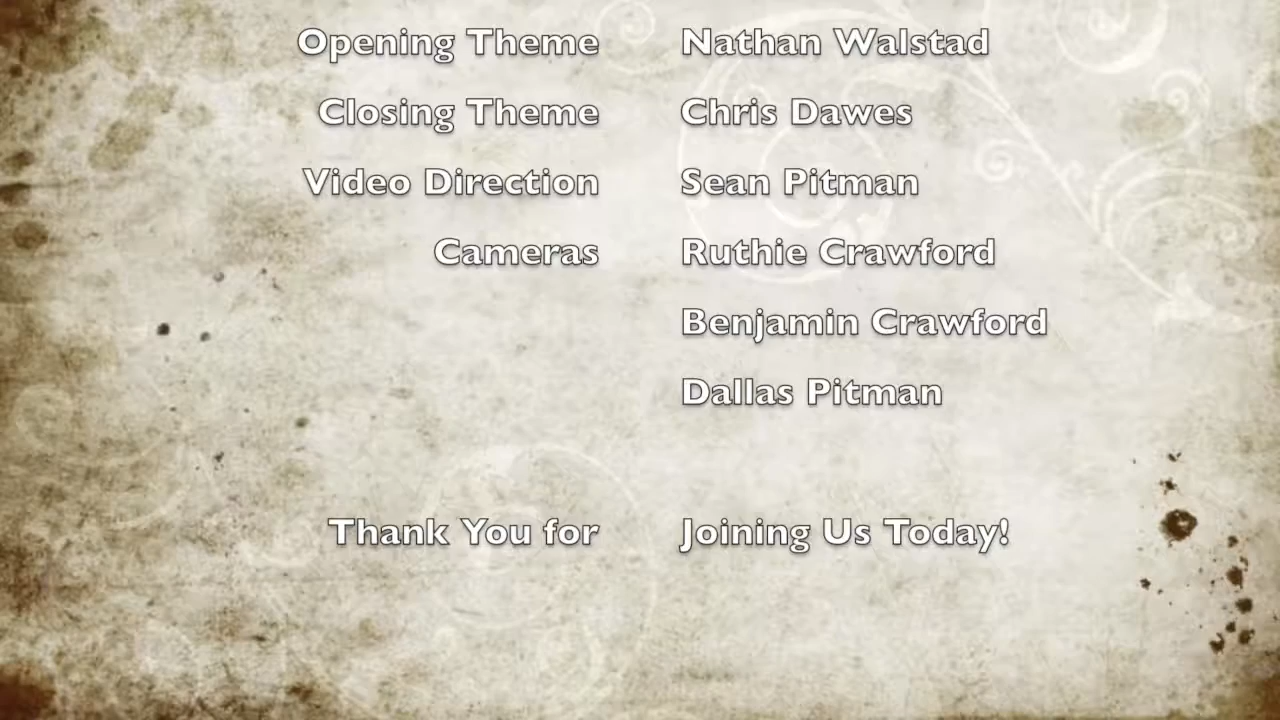 Opening Theme Nathan Walstad
Closing Theme Chris Dawes
Video Direction Sean Pitman
Cameras Ruthie Crawford
Benjamin Crawford
Dallas Pitman
Thank You for Joining Us Today!